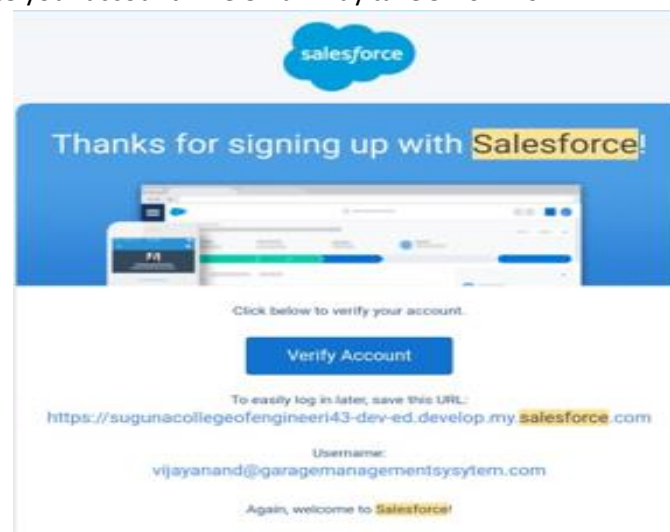 salesforce
Thanks for signing up with Salesforce!
Click below to verify your account.
Verify Account
To easily log in later, save this URL:
https://sugunacollegeofengineeri43-dev-ed.develop.my.salesforce.com
Username:
vijayanand@garagemanagementsysytem.com
Again, welcome to Salesforce!